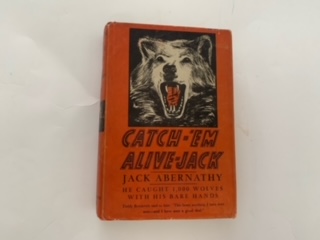 CATCH-'EM
ALIVE-JACK
JACK ABERNATHY
HE CAUGHT 1,000 WOLVES
WITH HIS BARE HANDS